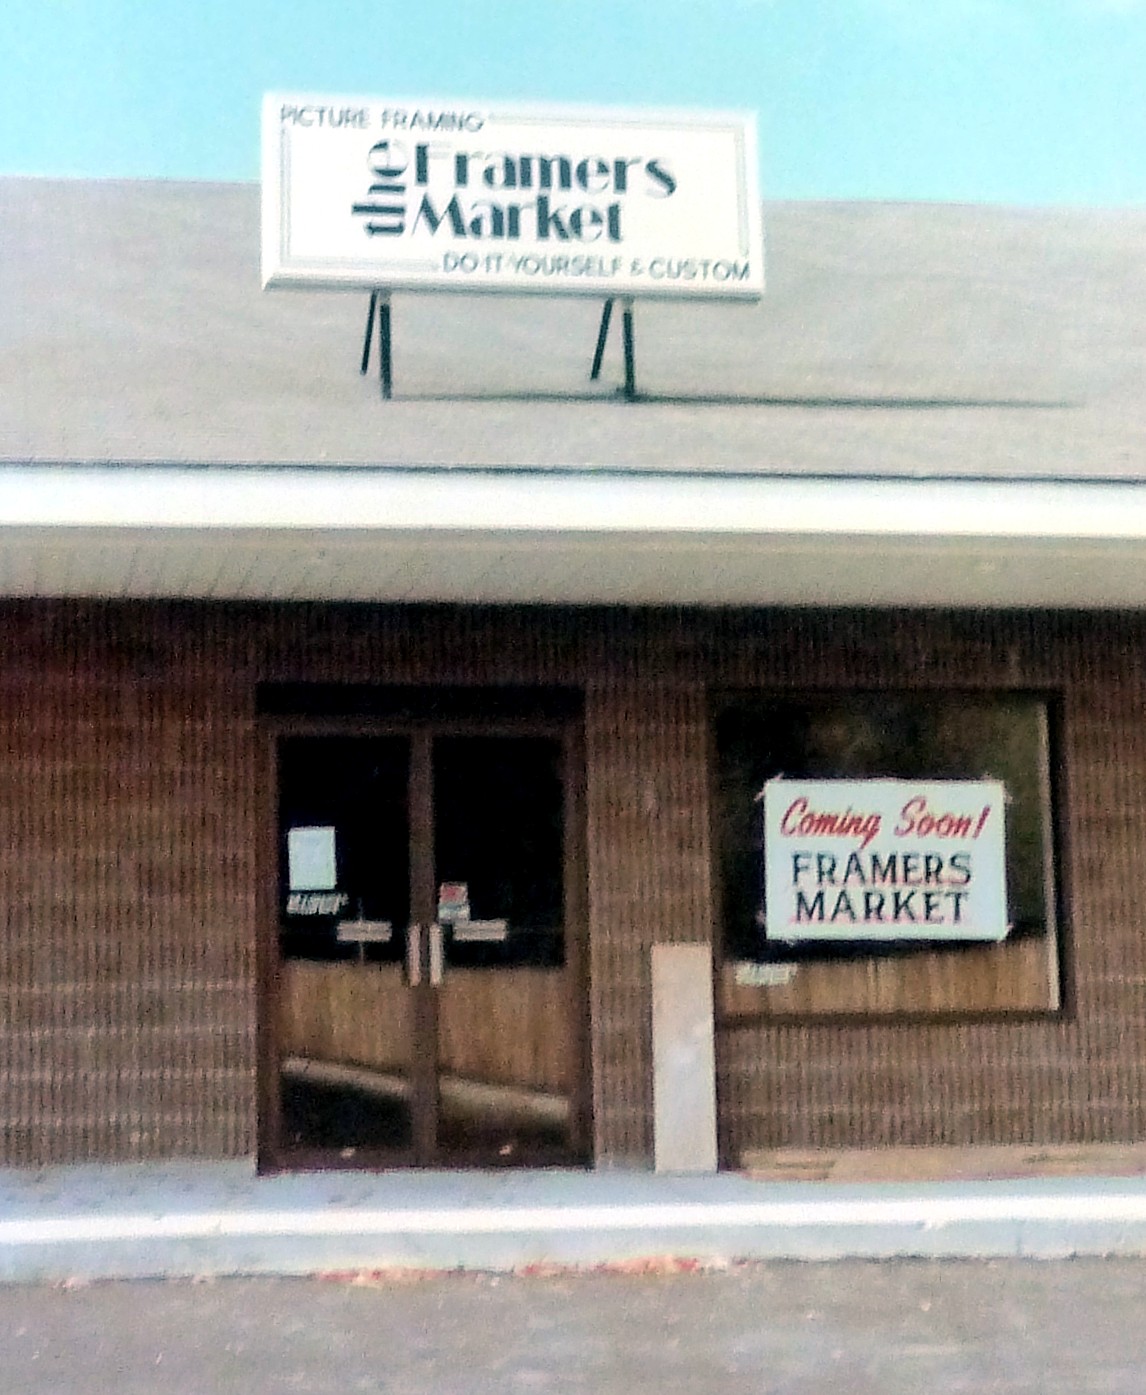 PICTURE FRAMING
the Framers
Market
DO-IT-YOURSELF & CUSTOM
Coming Soon!
FRAMERS
MARKET